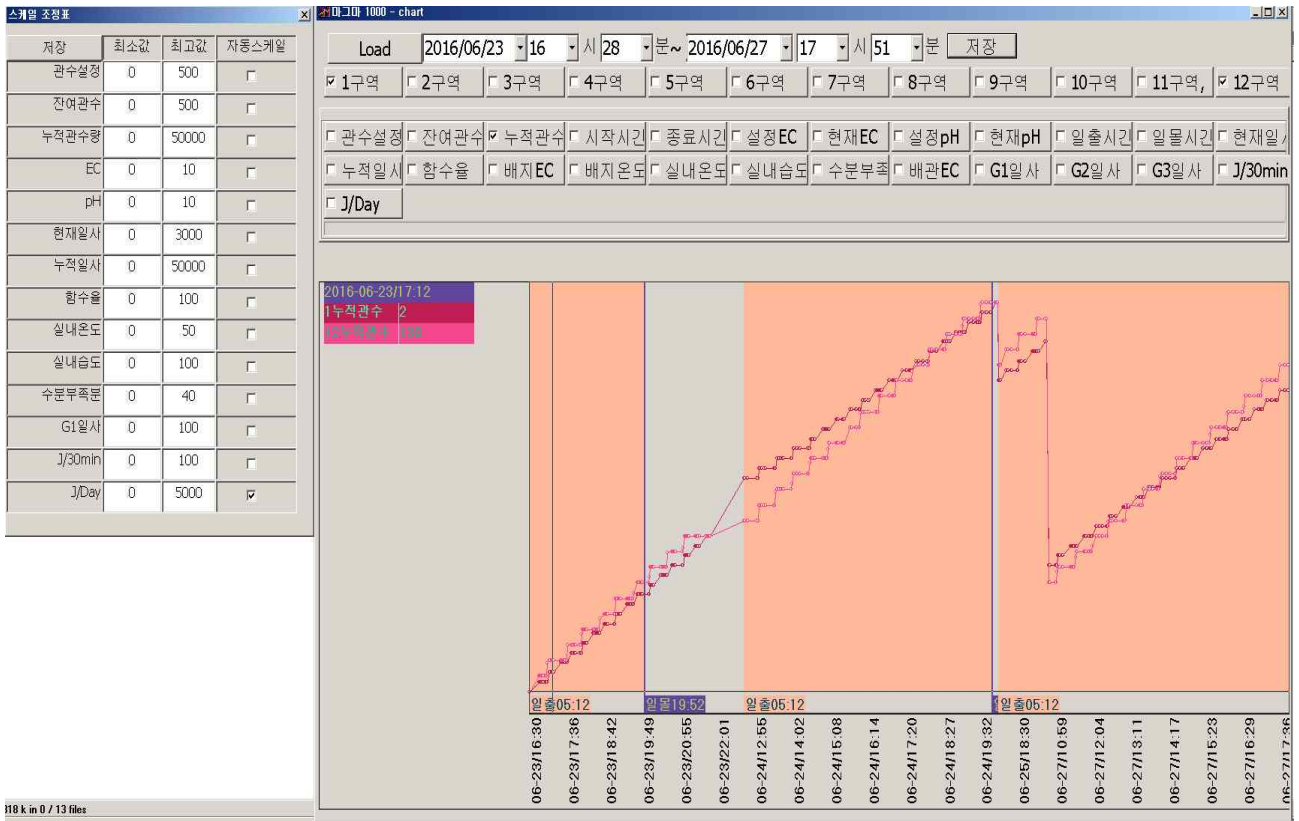 스케일 조정표
저장 최소값 최고값 자동스케일
관수설정 0 500
잔여관수 0 500
누적관수량 0 50000
EC 0 10
pH 0 10
현재일사 0 3000
누적일사 0 50000
함수율 0 100
실내온도 0 50
실내습도 0 100
수분부족분 0 40
G1일사 0 100
J/30min 0 100
J/Day 0 5000
마그마 1000 - chart
Load 2016/06/23 16 시 28 분~ 2016/06/27 17 시 51 분 저장
1구역 2구역 3구역 4구역 5구역 6구역 7구역 8구역 9구역 10구역 11구역, 12구역
관수설정 잔여관수 누적관수 시작시간 종료시간 설정EC 현재EC 설정pH 현재pH 일출시간 일몰시간 현재일
누적일사 함수율 배지EC 배지온도 실내온도 실내습도 수분부족 배관EC G1일사 G2일사 G3일사 J/30min
J/Day
2016-06-23/17:12
1누적관수 2
12누적관수
일출05:12 일몰19:52 일출05:12 일출05:12
06-23/16:30
06-23/17:36
06-23/18:42
06-23/19:49
06-23/20:55
06-23/22:01
06-24/12:55
06-24/14:02
06-24/15:08
06-24/16:14
06-24/17:20
06-24/18:27
06-24/19:32
06-25/18:30
06-27/10:59
06-27/12:04
06-27/13:11
06-27/14:17
06-27/15:23
06-27/16:29
06-27/17:36
318 k in 0 / 13 files